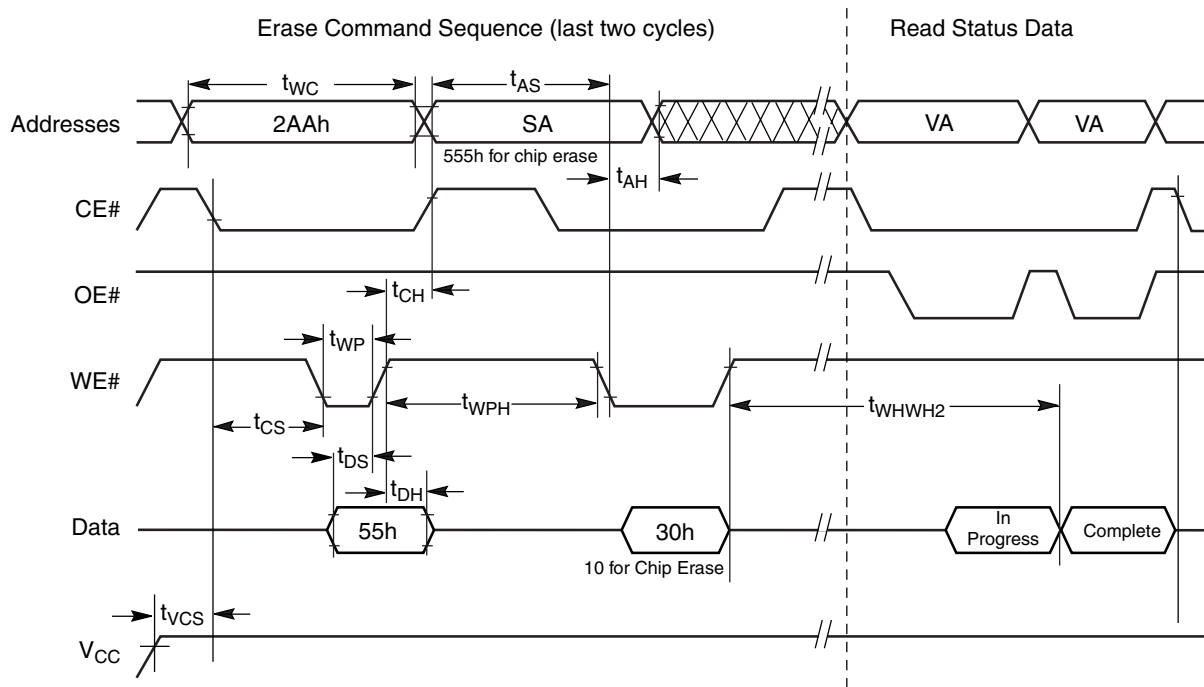 Erase Command Sequence (last two cycles)
Read Status Data
tWC
tAS
Addresses
2AAh
SA
VA
VA
555h for chip erase
tAH
CE#
OE#
tCH
tWP
WE#
tWPH
tWHWH2
tCS
tDS
tDH
Data
55h
30h
In
Progress
Complete
10 for Chip Erase
tVCS
VCC